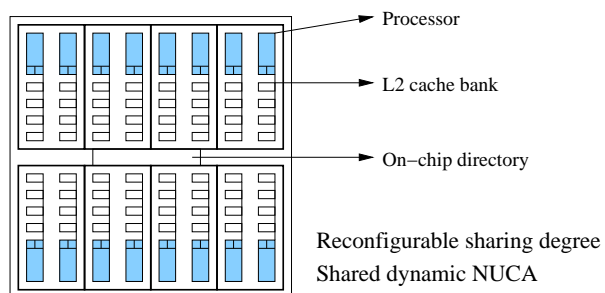 Processor
L2 cache bank
On−chip directory
Reconfigurable sharing degree
Shared dynamic NUCA